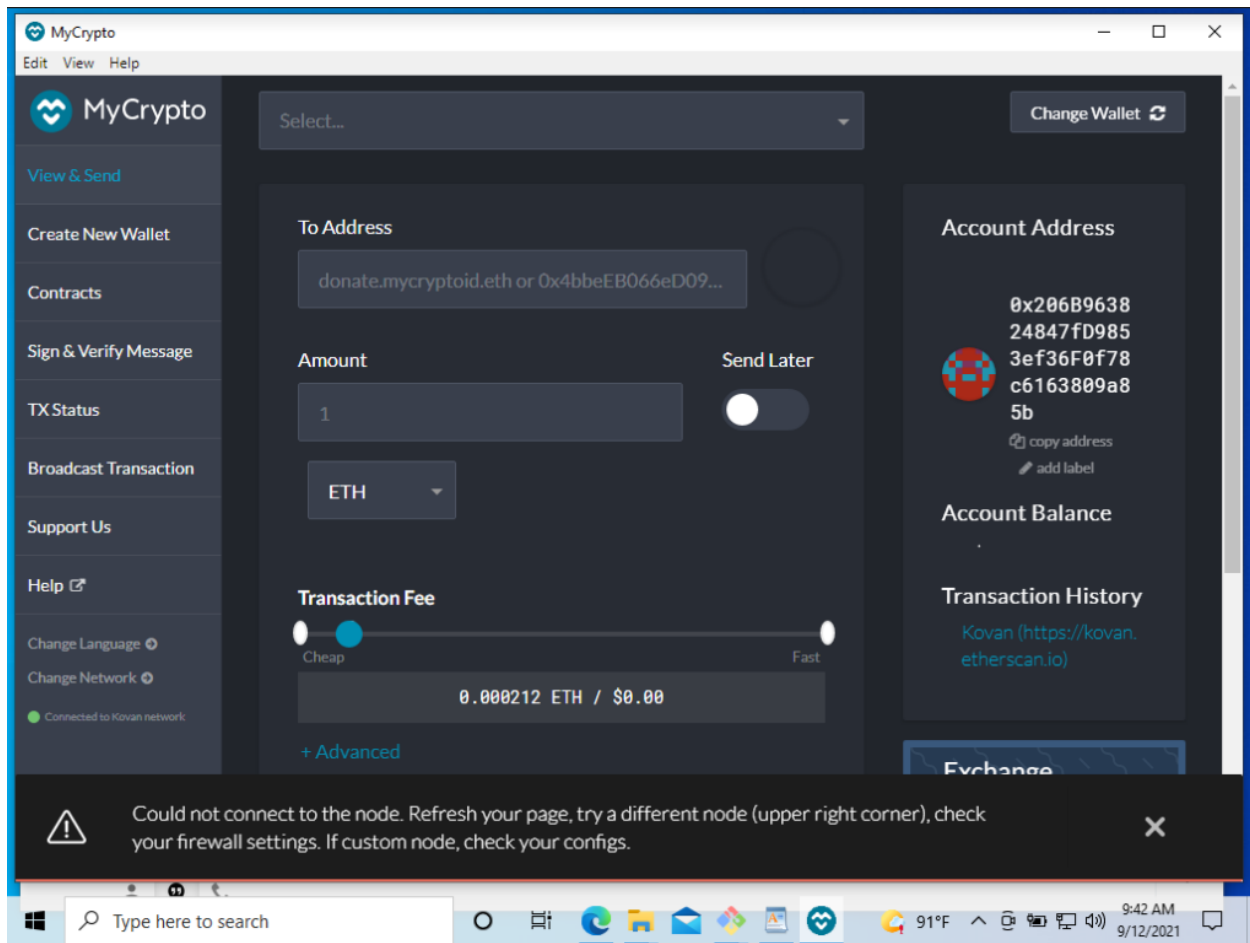 MyCrypto
Edit View Help
MyCrypto
Select...
Change Wallet
View & Send
Create New Wallet
Contracts
Sign & Verify Message
TX Status
Broadcast Transaction
Support Us
Help
Change Language
Change Network
Connected to Kovan network
To Address
donate.mycryptoid.eth or 0x4bbeEB066eD09...
Amount
Send Later
1
ETH
Transaction Fee
Cheap
Fast
0.000212 ETH / $0.00
+ Advanced
Account Address
0x206B9638
24847fD985
3ef36F0f78
c6163809a8
5b
copy address
add label
Account Balance
Transaction History
Kovan (https://kovan.
etherscan.io)
Exchange
Could not connect to the node. Refresh your page, try a different node (upper right corner), check
your firewall settings. If custom node, check your configs.
Type here to search
91°F
9:42 AM
9/12/2021